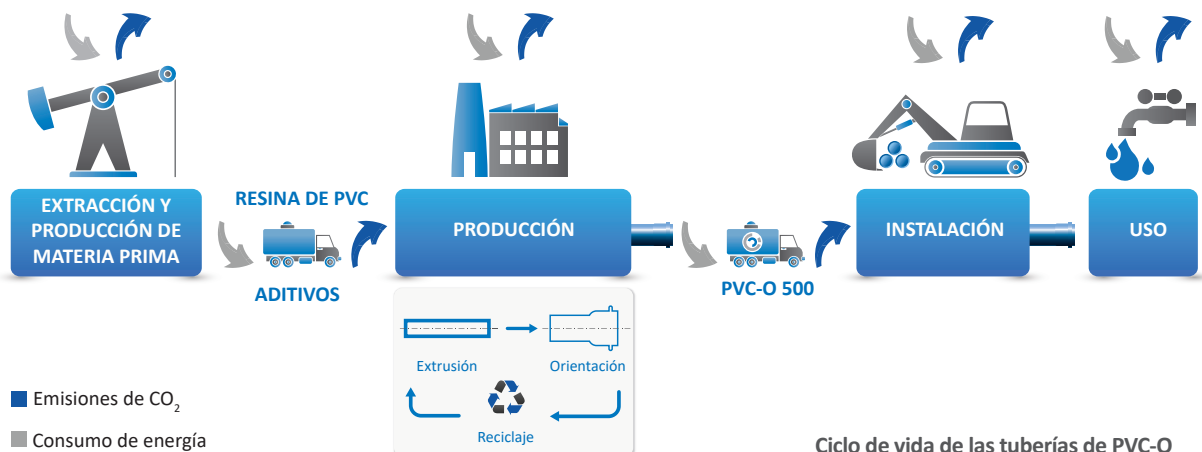 EXTRACCIÓN Y
PRODUCCIÓN DE
MATERIA PRIMA
RESINA DE PVC
ADITIVOS
PRODUCCIÓN
PVC-O 500
INSTALACIÓN
USO
Extrusión
Orientación
Reciclaje
Emisiones de CO₂
Consumo de energía
Ciclo de vida de las tuberías de PVC-O